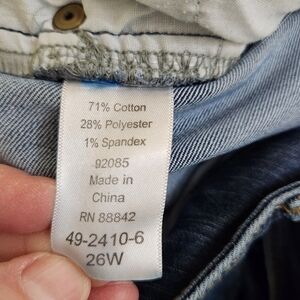 71% Cotton
28% Polyester
1% Spandex
92085
Made in
China
RN 88842
49-2410-6
26W